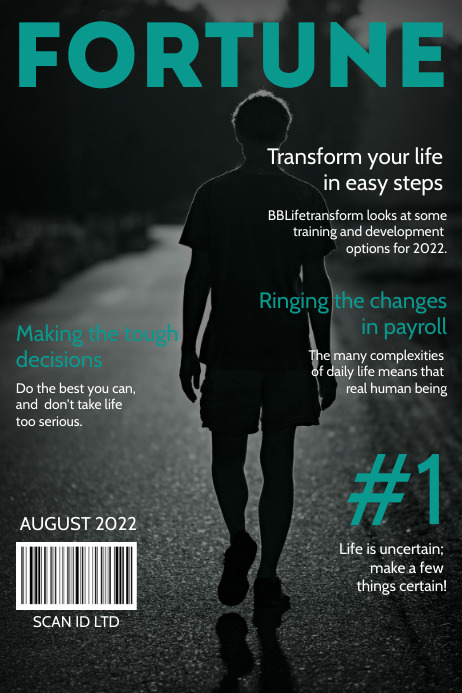 FORTUNE
Transform your life
in easy steps
BBLifetransform looks at some
training and development
options for 2022.
Ringing the changes
in payroll
The many complexities
of daily life means that
real human being
Making the tough
decisions
Do the best you can,
and  don't take life
too serious.
#1
Life is uncertain;
make a few
things certain!
AUGUST 2022
SCAN ID LTD